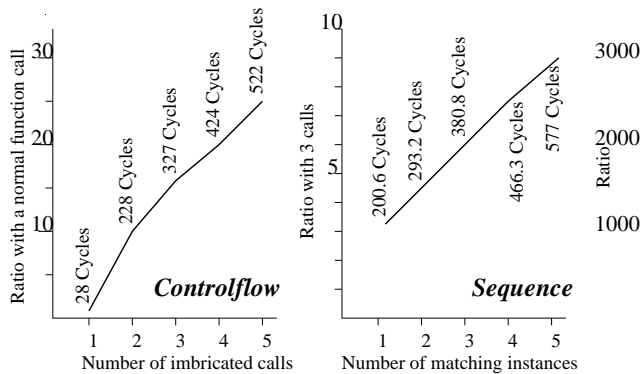 Ratio with a normal function call
30
20
10
28 Cycles
228 Cycles
327 Cycles
424 Cycles
522 Cycles
Controlflow
1 2 3 4 5
Number of imbricated calls
Ratio with 3 calls
10
5
200.6 Cycles
293.2 Cycles
380.8 Cycles
466.3 Cycles
577 Cycles
Sequence
1 2 3 4 5
Number of matching instances
3000
2000
1000
Ratio